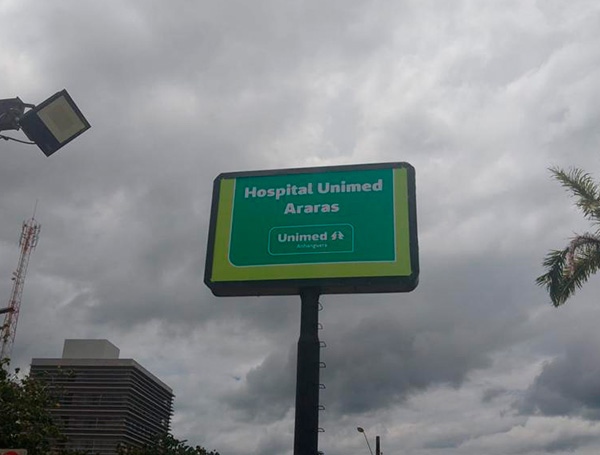 Hospital Unimed
Araras
Unimed
Anhanguera